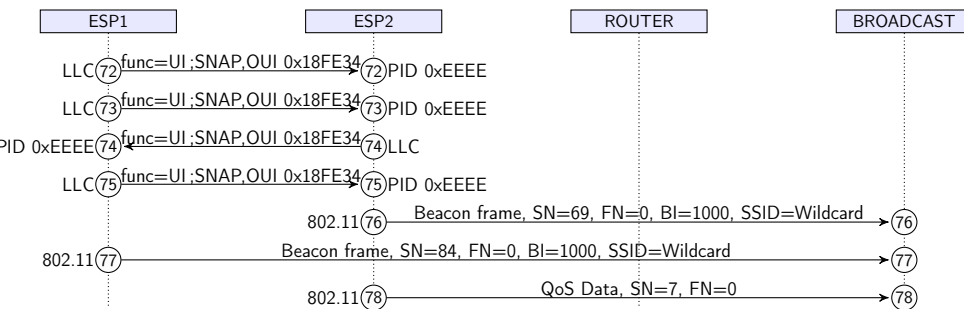 ESP1 ESP2 ROUTER BROADCAST
LLC 72 func=UI;SNAP,OUI 0x18FE34 72 PID 0xEEEE
LLC 73 func=UI;SNAP,OUI 0x18FE34 73 PID 0xEEEE
PID 0xEEEE 74 func=UI;SNAP,OUI 0x18FE34 74 LLC
LLC 75 func=UI;SNAP,OUI 0x18FE34 75 PID 0xEEEE
802.11 76 Beacon frame, SN=69, FN=0, BI=1000, SSID=Wildcard 76
802.11 77 Beacon frame, SN=84, FN=0, BI=1000, SSID=Wildcard 77
802.11 78 QoS Data, SN=7, FN=0 78